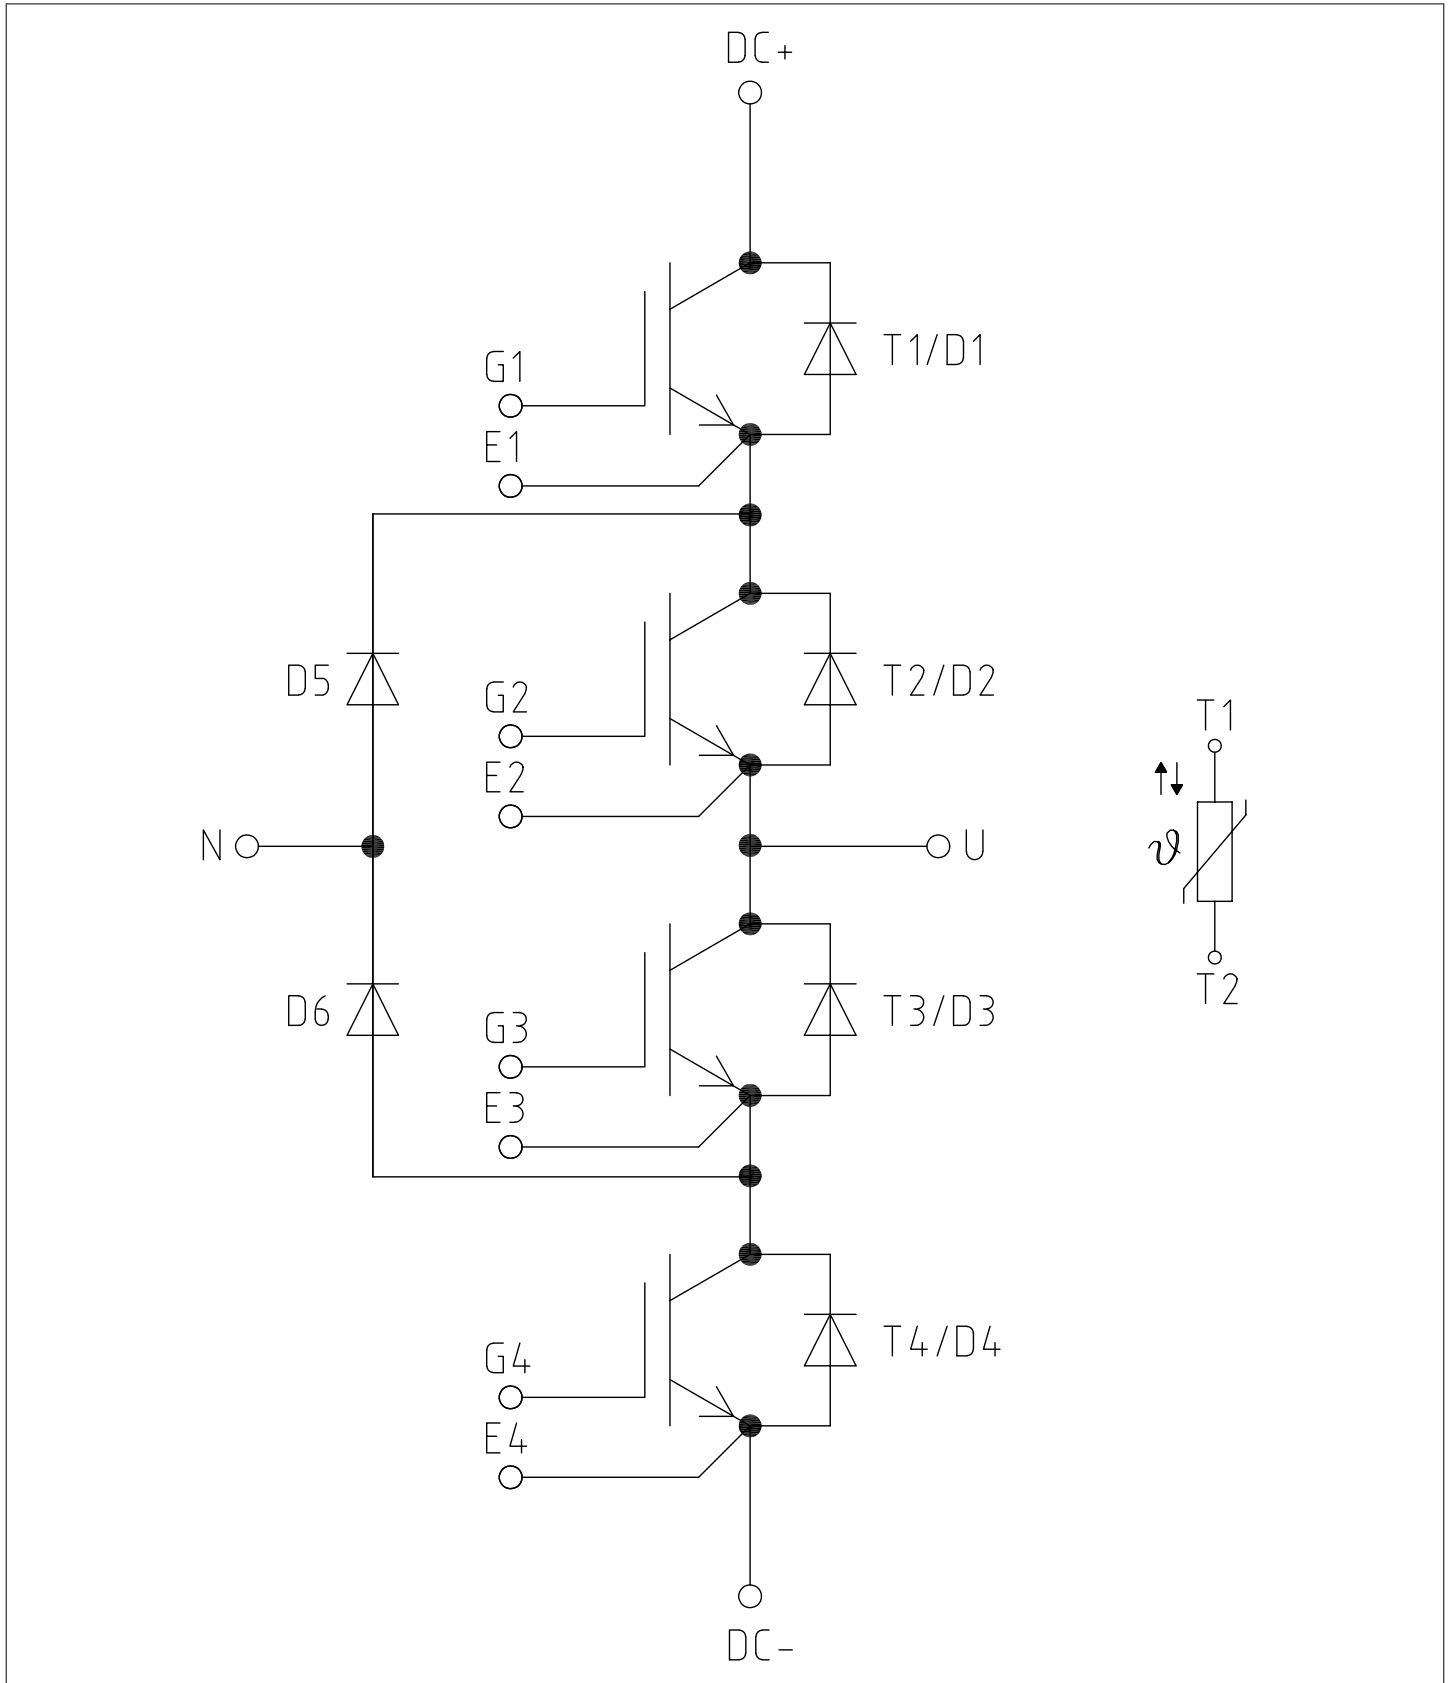 DC+
T1/D1
G1
E1
D5
G2
T2/D2
E2
T1
N
U
ϑ
D6
G3
T3/D3
E3
T2
G4
T4/D4
E4
DC-